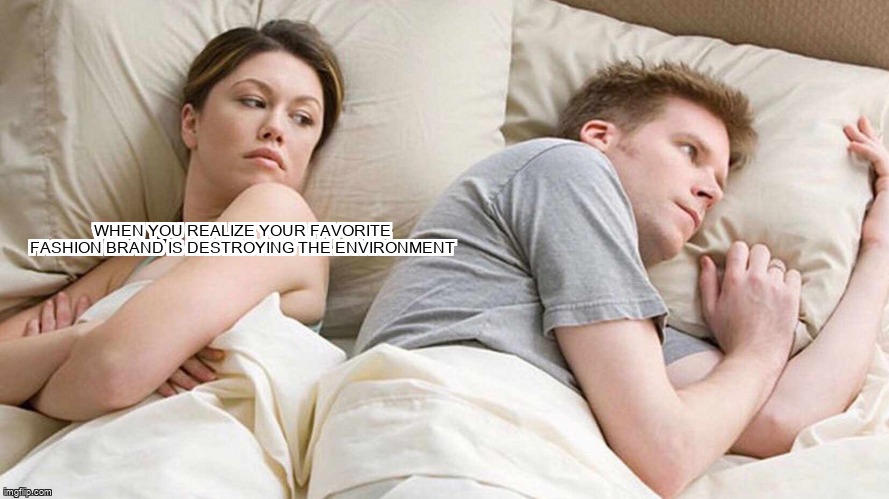 WHEN YOU REALIZE YOUR FAVORITE
FASHION BRAND IS DESTROYING THE ENVIRONMENT
imgflip.com